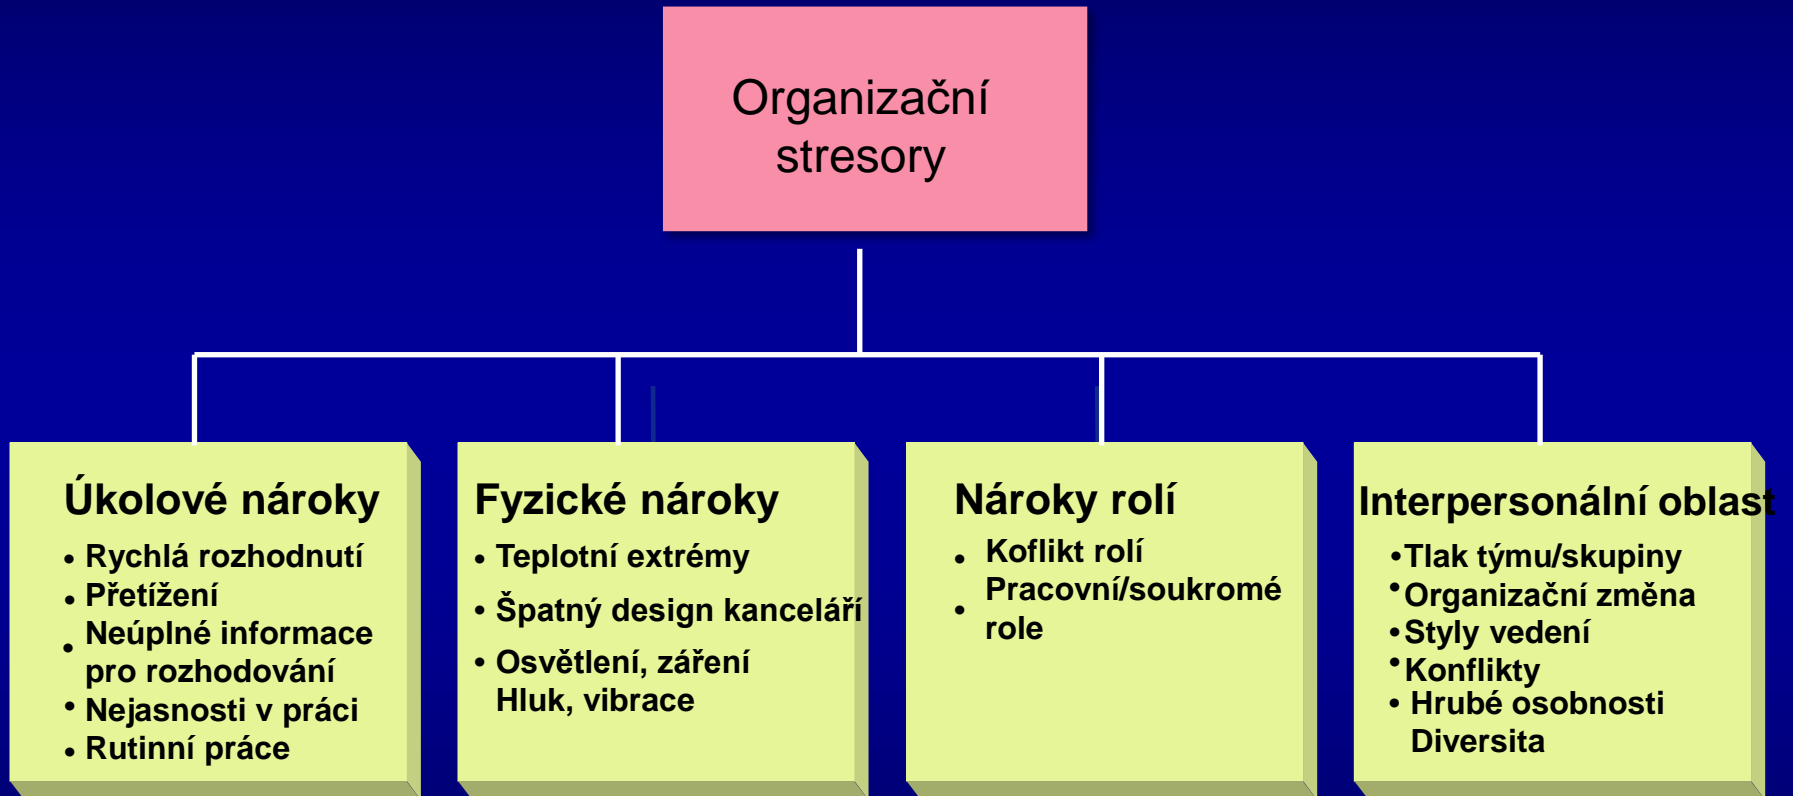 Organizační
stresory
Úkolové nároky
• Rychlá rozhodnutí
• Přetížení
• Neúplné informace
pro rozhodování
• Nejasnosti v práci
• Rutinní práce
Fyzické nároky
• Teplotní extrémy
• Špatný design kanceláří
• Osvětlení, záření
Hluk, vibrace
Nároky rolí
• Koflikt rolí
• Pracovní/soukromé
role
Interpersonální oblast
•Tlak týmu/skupiny
•Organizační změna
•Styly vedení
•Konflikty
• Hrubé osobnosti
Diversita